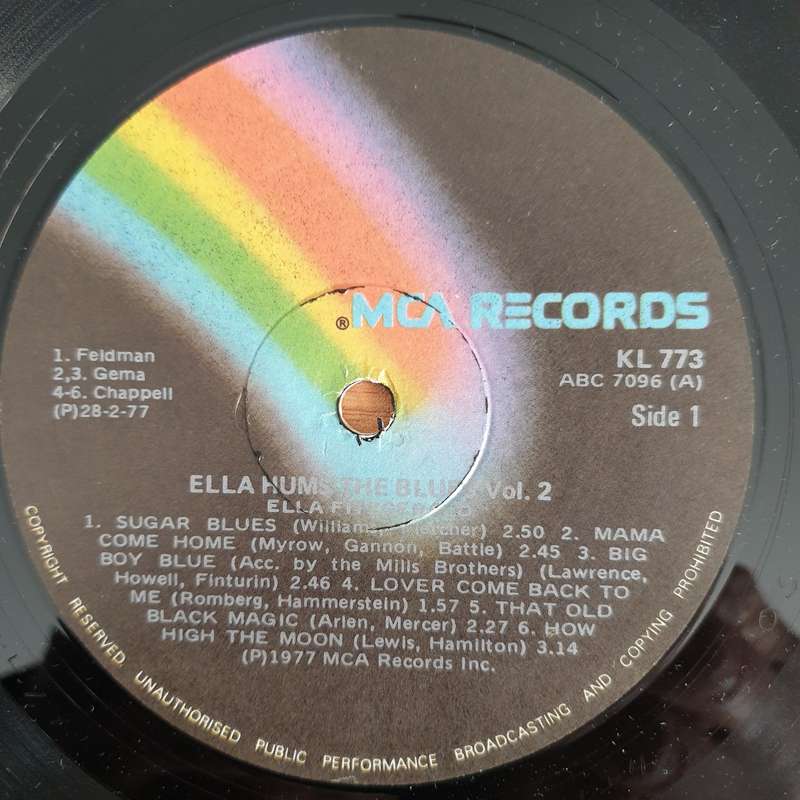 ® MCA RECORDS
1. Feldman
2,3. Gema
4-6. Chappell
(P)28-2-77
KL 773
ABC 7096 (A)
Side 1
ELLA HUMS THE BLUES Vol. 2
ELLA FITZGERALD
1. SUGAR BLUES (Williams, Fletcher) 2.50 2. MAMA
COME HOME (Myrow, Gannon, Battle) 2.45 3. BIG
BOY BLUE (Acc. by the Mills Brothers) (Lawrence,
Howell, Finturin) 2.46 4. LOVER COME BACK TO
ME (Romberg, Hammerstein) 1.57 5. THAT OLD
BLACK MAGIC (Arlen, Mercer) 2.27 6. HOW
HIGH THE MOON (Lewis, Hamilton) 3.14
(P)1977 MCA Records Inc.
COPYRIGHT RESERVED. UNAUTHORISED PUBLIC PERFORMANCE BROADCASTING AND COPYING PROHIBITED